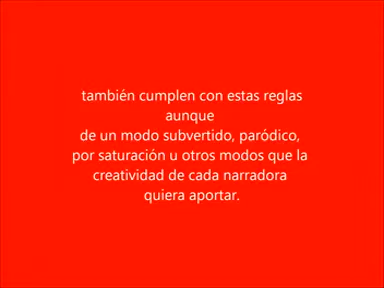 también cumplen con estas reglas
aunque
de un modo subvertido, paródico,
por saturación u otros modos que la
creatividad de cada narradora
quiera aportar.